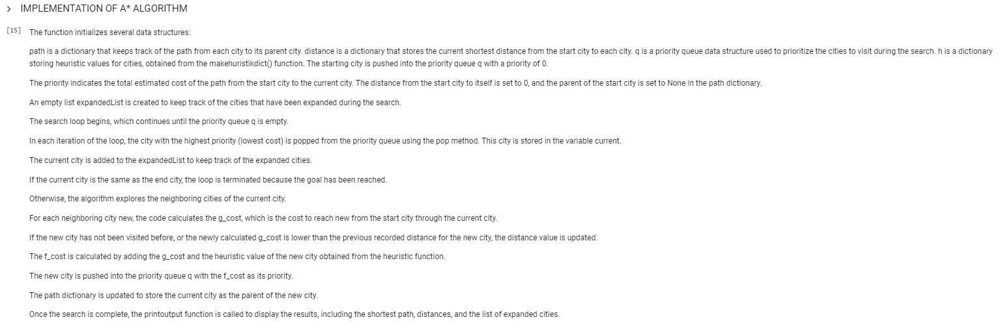 IMPLEMENTATION OF A* ALGORITHM
[15] The function initializes several data structures:
path is a dictionary that keeps track of the path from each city to its parent city. distance is a dictionary that stores the current shortest distance from the start city to each city. q is a priority queue data structure used to prioritize the cities to visit during the search. h is a dictionary
storing heuristic values for cities, obtained from the makehuristikdict() function. The starting city is pushed into the priority queue q with a priority of 0.
The priority indicates the total estimated cost of the path from the start city to the current city. The distance from the start city to itself is set to 0, and the parent of the start city is set to None in the path dictionary.
An empty list expandedList is created to keep track of the cities that have been expanded during the search.
The search loop begins, which continues until the priority queue q is empty.
In each iteration of the loop, the city with the highest priority (lowest cost) is popped from the priority queue using the pop method. This city is stored in the variable current.
The current city is added to the expandedList to keep track of the expanded cities.
If the current city is the same as the end city, the loop is terminated because the goal has been reached.
Otherwise, the algorithm explores the neighboring cities of the current city.
For each neighboring city new, the code calculates the g_cost, which is the cost to reach new from the start city through the current city.
If the new city has not been visited before, or the newly calculated g_cost is lower than the previous recorded distance for the new city, the distance value is updated.
The f_cost is calculated by adding the g_cost and the heuristic value of the new city obtained from the heuristic function.
The new city is pushed into the priority queue q with the f_cost as its priority.
The path dictionary is updated to store the current city as the parent of the new city.
Once the search is complete, the printoutput function is called to display the results, including the shortest path, distances, and the list of expanded cities.